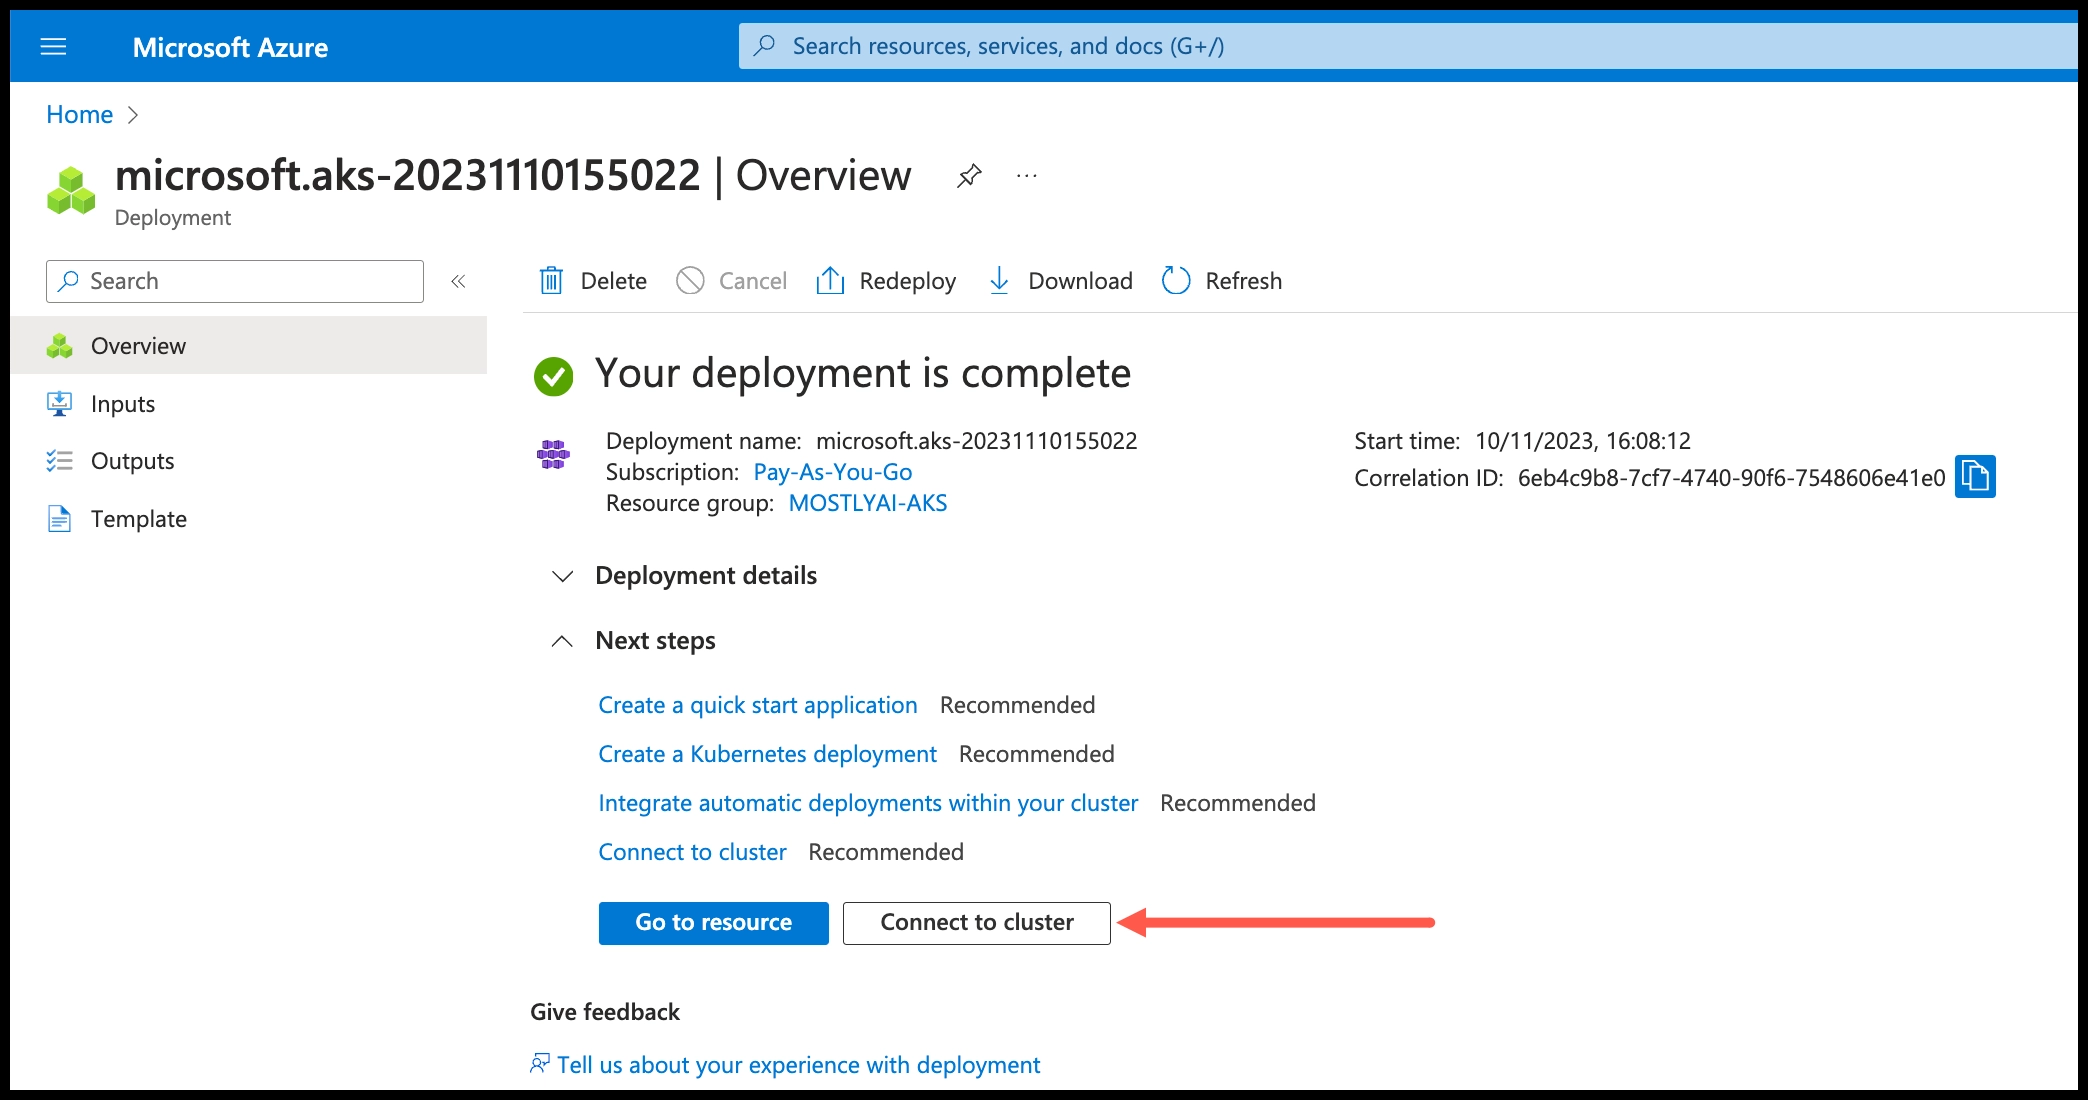 Microsoft Azure
Search resources, services, and docs (G+/)
Home
microsoft.aks-20231110155022 | Overview
Deployment
Search
Delete
Cancel
Redeploy
Download
Refresh
Overview
Inputs
Outputs
Template
Your deployment is complete
Deployment name: microsoft.aks-20231110155022
Subscription: Pay-As-You-Go
Resource group: MOSTLYAI-AKS
Start time: 10/11/2023, 16:08:12
Correlation ID: 6eb4c9b8-7cf7-4740-90f6-7548606e41e0
Deployment details
Next steps
Create a quick start application Recommended
Create a Kubernetes deployment Recommended
Integrate automatic deployments within your cluster Recommended
Connect to cluster Recommended
Go to resource
Connect to cluster
Give feedback
Tell us about your experience with deployment